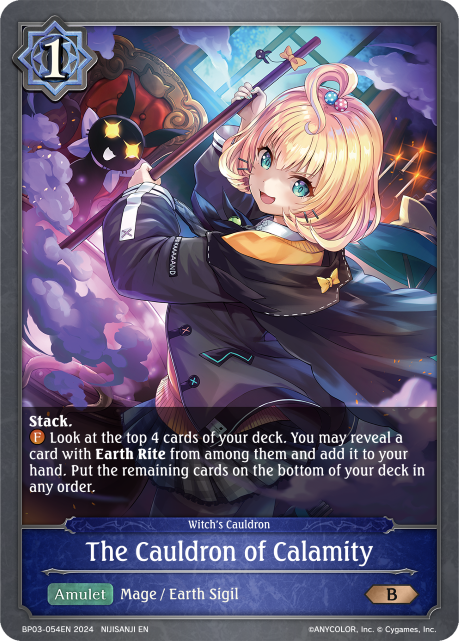 1
Stack.
F Look at the top 4 cards of your deck. You may reveal a
card with Earth Rite from among them and add it to your
hand. Put the remaining cards on the bottom of your deck in
any order.
Witch's Cauldron
The Cauldron of Calamity
Amulet Mage / Earth Sigil B
BP03-054EN 2024 NIJISANJI EN ©ANYCOLOR, Inc. © Cygames, Inc.